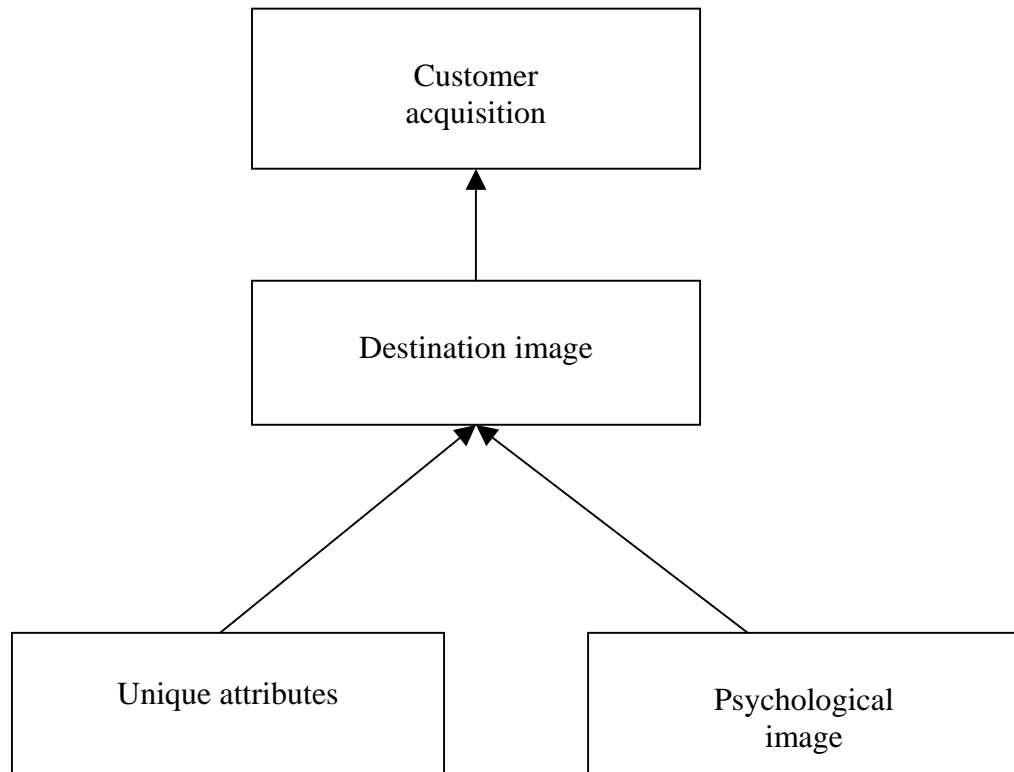 Customer
acquisition
Destination image
Unique attributes
Psychological
image